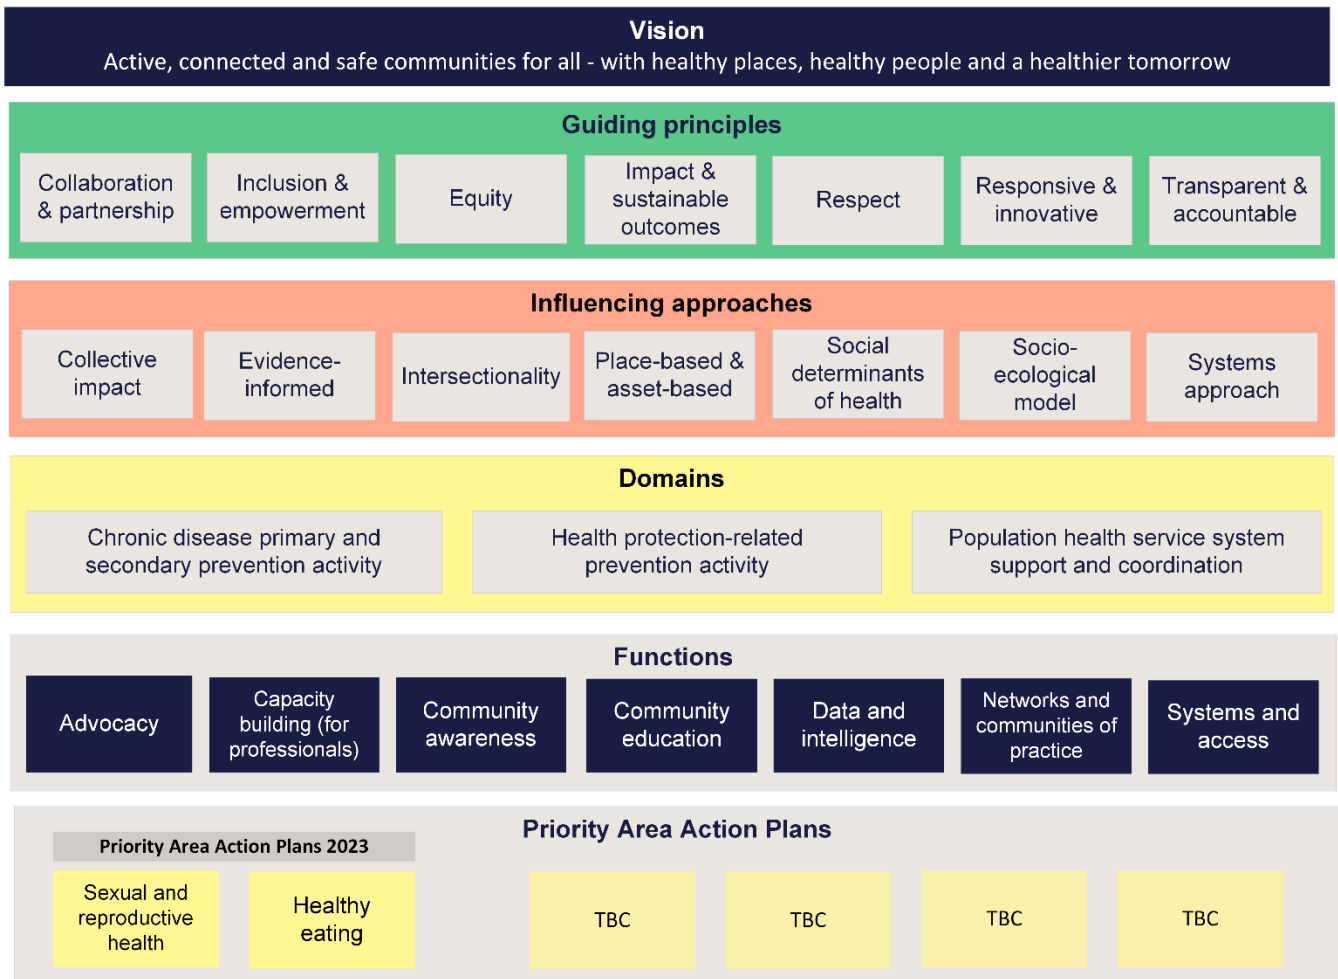 Vision
Active, connected and safe communities for all - with healthy places, healthy people and a healthier tomorrow
Guiding principles
Collaboration
& partnership
Inclusion &
empowerment
Equity
Impact &
sustainable
outcomes
Respect
Responsive &
innovative
Transparent &
accountable
Influencing approaches
Collective
impact
Evidence-
informed
Intersectionality
Place-based &
asset-based
Social
determinants
of health
Socio-
ecological
model
Systems
approach
Domains
Chronic disease primary and
secondary prevention activity
Health protection-related
prevention activity
Population health service system
support and coordination
Functions
Advocacy
Capacity
building (for
professionals)
Community
awareness
Community
education
Data and
intelligence
Networks and
communities of
practice
Systems and
access
Priority Area Action Plans
Priority Area Action Plans 2023
Sexual and
reproductive
health
Healthy
eating
TBC
TBC
TBC
TBC